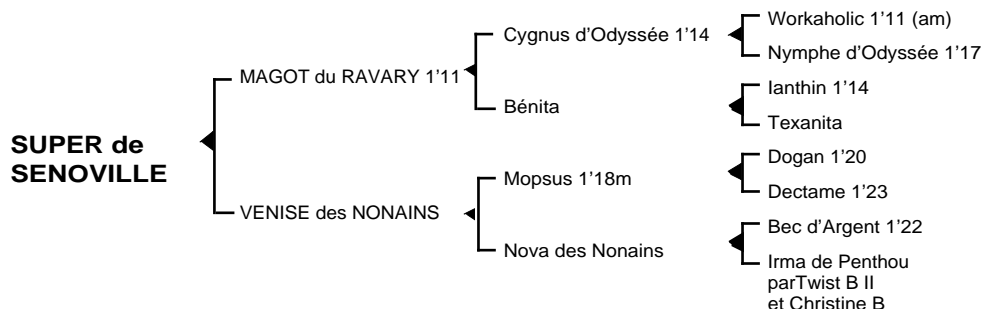 SUPER de
SENOVILLE
MAGOT du RAVARY 1'11
VENISE des NONAINS
Cygnus d'Odyssée 1'14
Bénita
Mopsus 1'18m
Nova des Nonains
Workaholic 1'11 (am)
Nymphe d'Odyssée 1'17
Ianthin 1'14
Texanita
Dogan 1'20
Dectame 1'23
Bec d'Argent 1'22
Irma de Penthou
parTwist B II
et Christine B